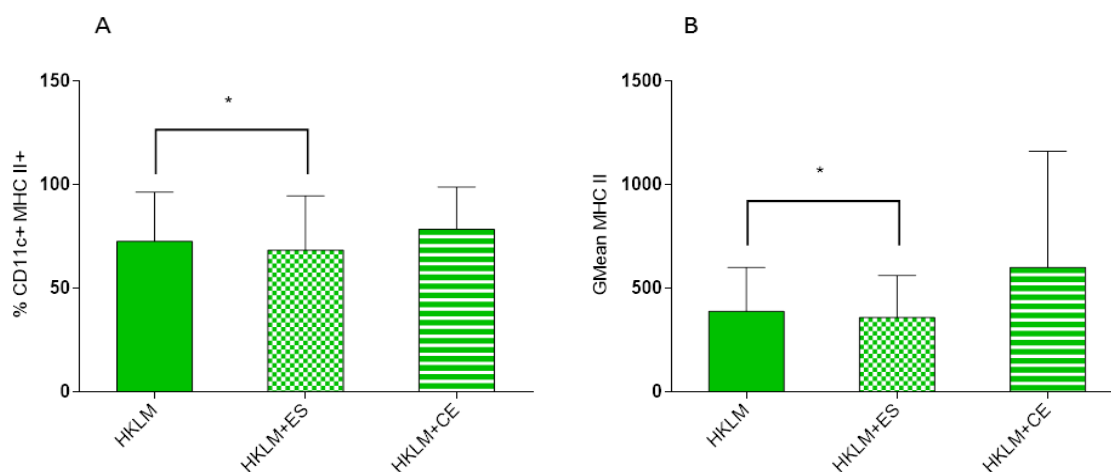 A
150
100
50
0
% CD11c+ MHC II+
*
HKLM
HKLM+ES
HKLM+CE
B
1500
1000
500
0
GMean MHC II
*
HKLM
HKLM+ES
HKLM+CE